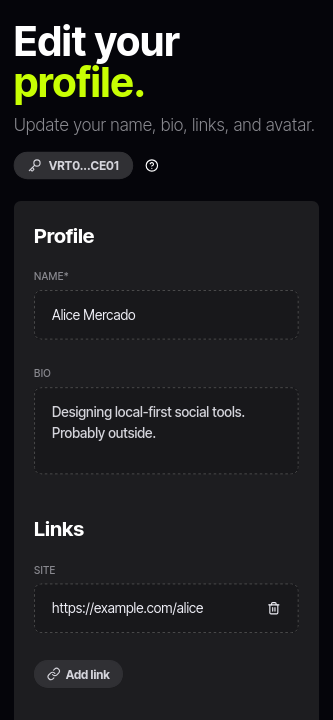 Edit your
profile.
Update your name, bio, links, and avatar.
VRT0...CE01
Profile
NAME*
Alice Mercado
BIO
Designing local-first social tools.
Probably outside.
Links
SITE
https://example.com/alice
Add link